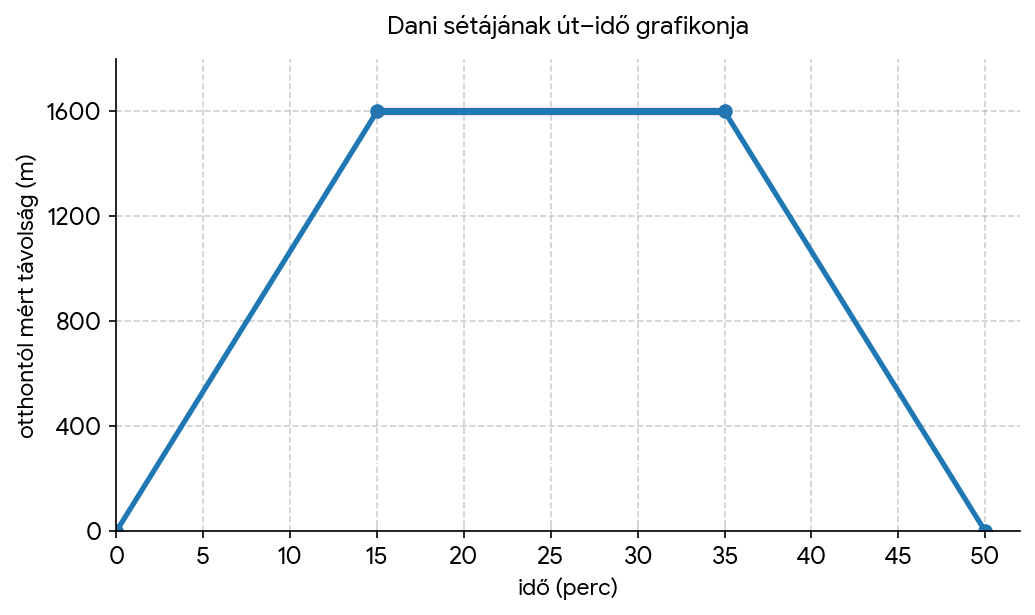 Dani sétájának út–idő grafikonja
otthontól mért távolság (m)
1600
1200
800
400
0
0 5 10 15 20 25 30 35 40 45 50
idő (perc)